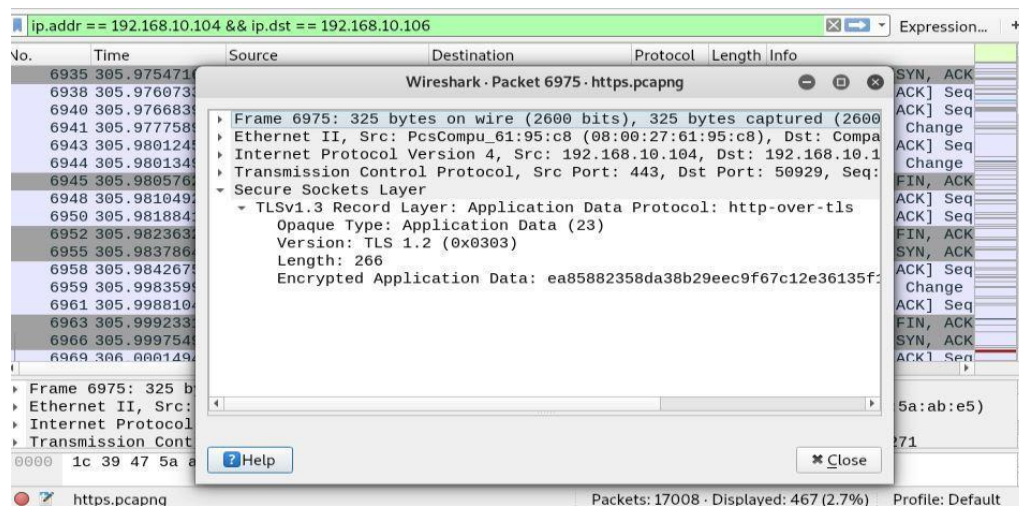 ip.addr == 192.168.10.104 && ip.dst == 192.168.10.106 Expression... +
No. Time Source Destination Protocol Length Info
6935 305.975471 SYN, ACK
6938 305.976073 ACK] Seq
6940 305.976683 ACK] Seq
6941 305.977758 Change
6943 305.980124 ACK] Seq
6944 305.980134 Change
6945 305.980576 FIN, ACK
6948 305.981049 ACK] Seq
6950 305.981884 ACK] Seq
6952 305.982363 FIN, ACK
6955 305.983786 SYN, ACK
6958 305.984267 ACK] Seq
6959 305.998359 Change
6961 305.998810 ACK] Seq
6963 305.999233 FIN, ACK
6966 305.999754 SYN, ACK
6969 306.000149 ACK] Seq
Wireshark · Packet 6975 · https.pcapng
Frame 6975: 325 bytes on wire (2600 bits), 325 bytes captured (2600
Ethernet II, Src: PcsCompu_61:95:c8 (08:00:27:61:95:c8), Dst: Compa
Internet Protocol Version 4, Src: 192.168.10.104, Dst: 192.168.10.1
Transmission Control Protocol, Src Port: 443, Dst Port: 50929, Seq:
Secure Sockets Layer
TLSv1.3 Record Layer: Application Data Protocol: http-over-tls
Opaque Type: Application Data (23)
Version: TLS 1.2 (0x0303)
Length: 266
Encrypted Application Data: ea85882358da38b29eec9f67c12e36135f
Help Close
Frame 6975: 325 b
Ethernet II, Src: 5a:ab:e5)
Internet Protocol
Transmission Cont 271
0000 1c 39 47 5a a
https.pcapng Packets: 17008 · Displayed: 467 (2.7%) Profile: Default